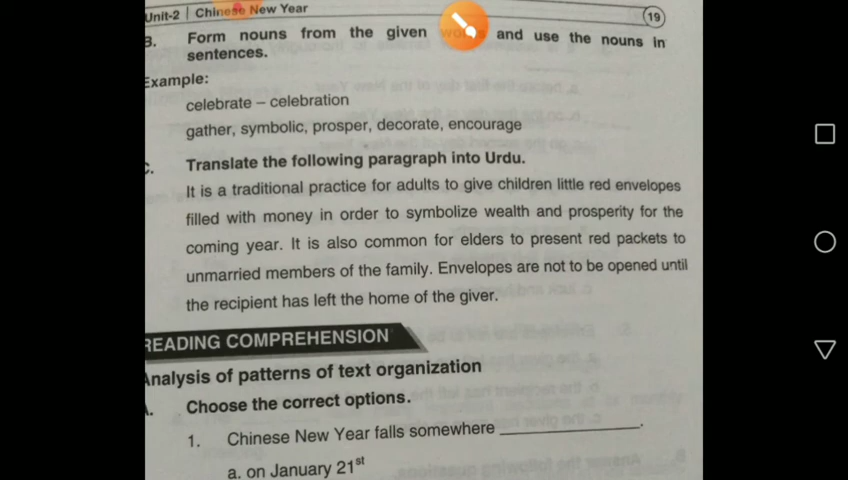 Unit-2 | Chinese New Year 19
B. Form nouns from the given and use the nouns in
sentences.
Example:
celebrate – celebration
gather, symbolic, prosper, decorate, encourage
C. Translate the following paragraph into Urdu.
It is a traditional practice for adults to give children little red envelopes
filled with money in order to symbolize wealth and prosperity for the
coming year. It is also common for elders to present red packets to
unmarried members of the family. Envelopes are not to be opened until
the recipient has left the home of the giver.
READING COMPREHENSION
Analysis of patterns of text organization
A. Choose the correct options.
1. Chinese New Year falls somewhere ____________.
a. on January 21st